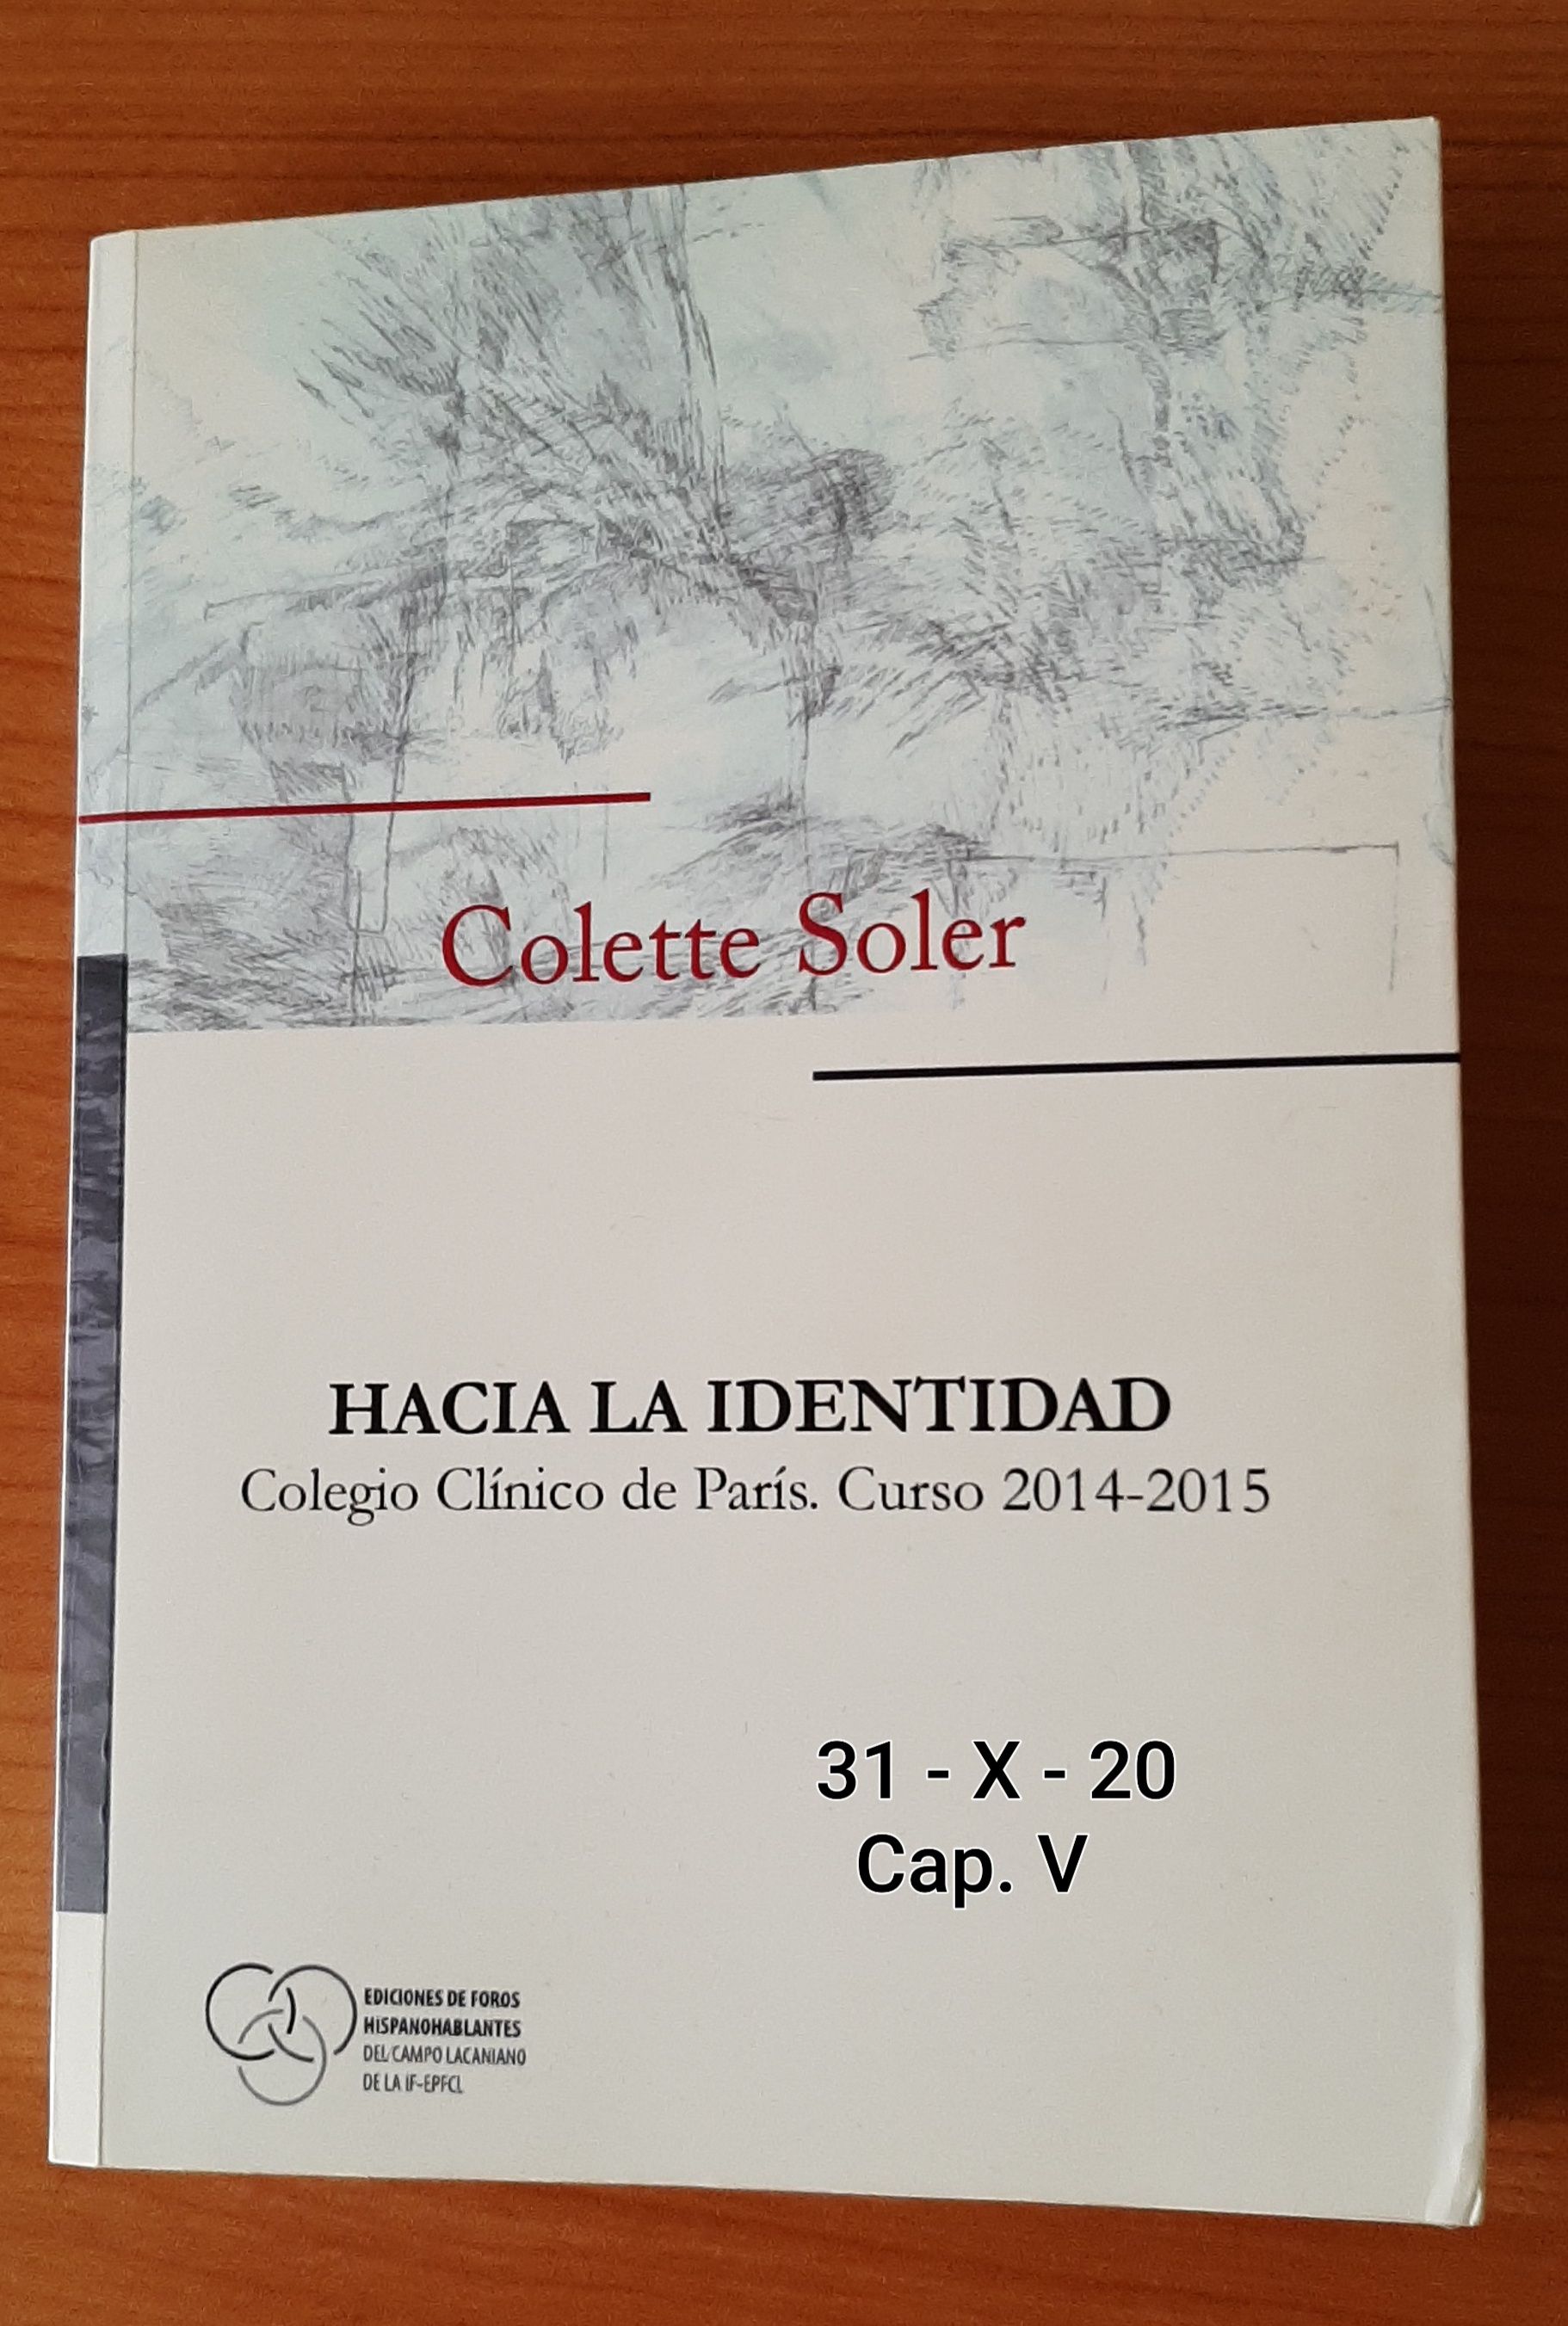 Colette Soler
HACIA LA IDENTIDAD
Colegio Clínico de París. Curso 2014-2015
31 - X - 20
Cap. V
EDICIONES DE FOROS
HISPANOHABLANTES
DEL CAMPO LACANIANO
DE LA IF-EPFCL